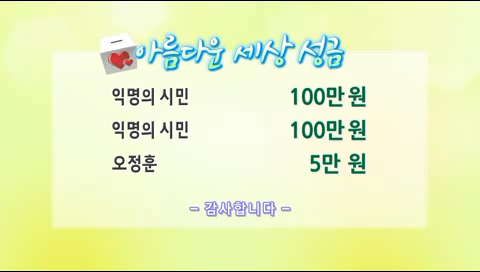 아름다운 세상 성금
익명의 시민 100만 원
익명의 시민 100만 원
오정훈 5만 원
- 감사합니다 -